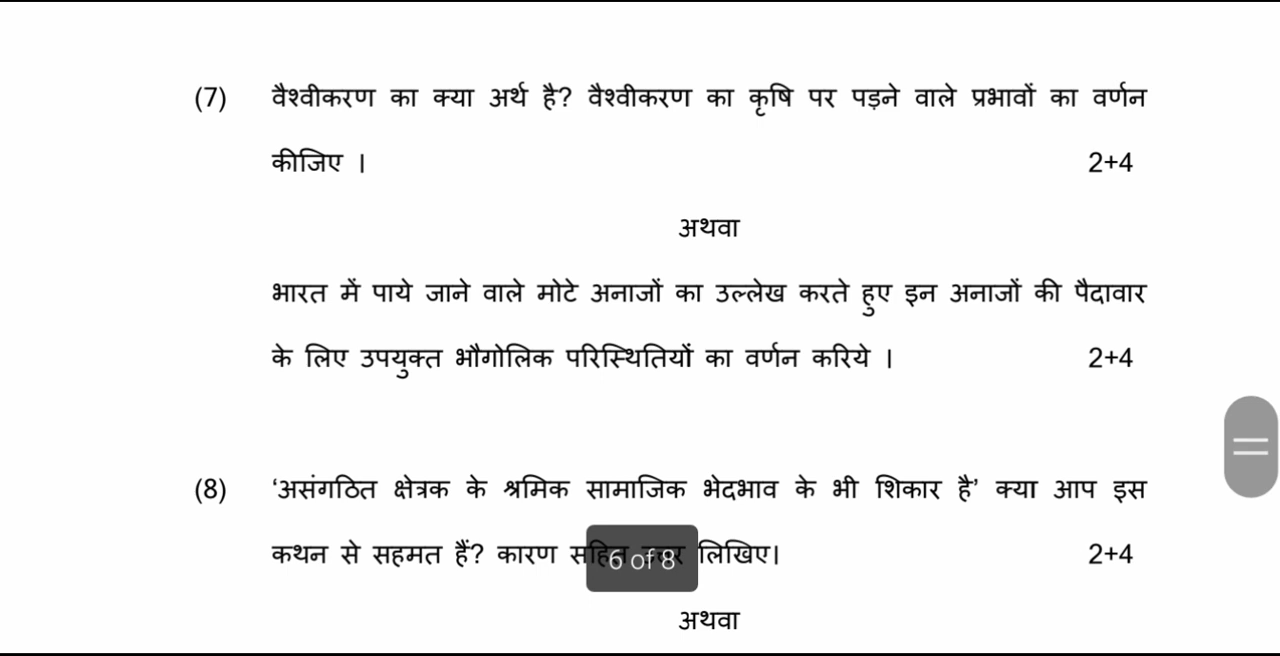 (7) वैश्वीकरण का क्या अर्थ है? वैश्वीकरण का कृषि पर पड़ने वाले प्रभावों का वर्णन
कीजिए । 2+4
अथवा
भारत में पाये जाने वाले मोटे अनाजों का उल्लेख करते हुए इन अनाजों की पैदावार
के लिए उपयुक्त भौगोलिक परिस्थितियों का वर्णन करिये । 2+4
(8) ‘असंगठित क्षेत्रक के श्रमिक सामाजिक भेदभाव के भी शिकार है’ क्या आप इस
कथन से सहमत हैं? कारण लिखिए। 2+4
6 of 8
अथवा